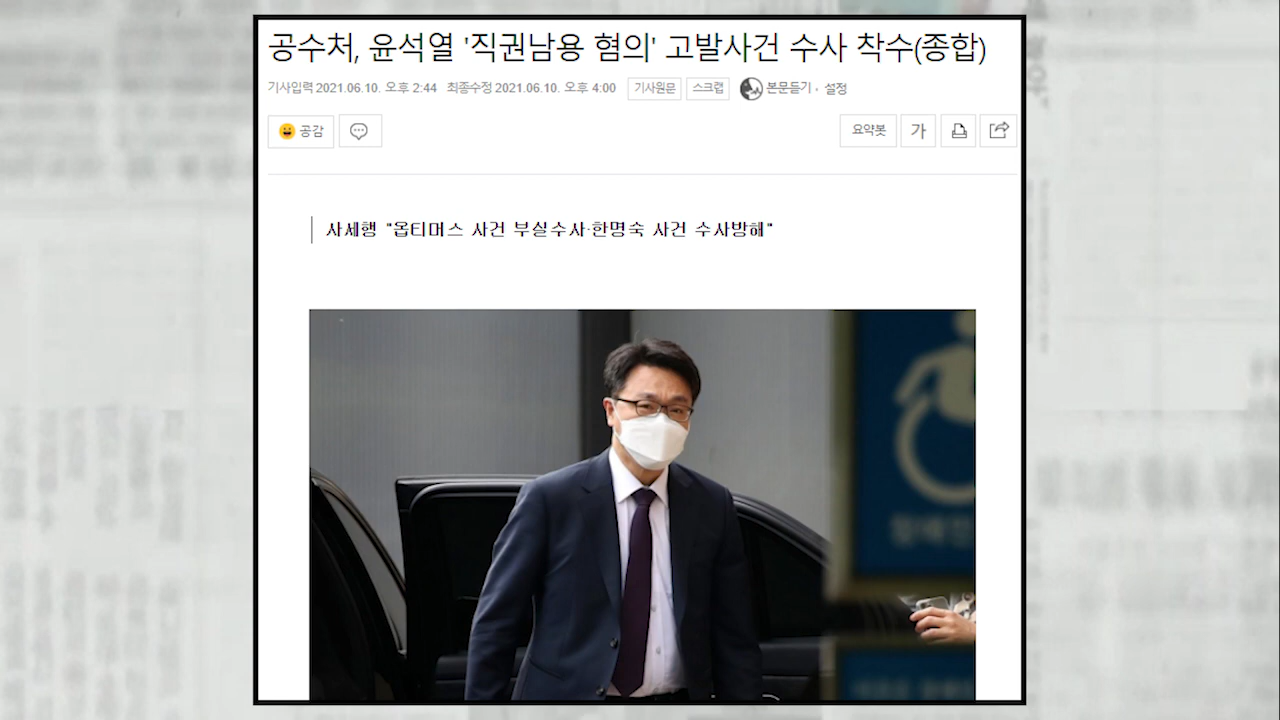 공수처, 윤석열 '직권남용 혐의' 고발사건 수사 착수(종합)
기사입력 2021.06.10. 오후 2:44 최종수정 2021.06.10. 오후 4:00 기사원문 스크랩 본문듣기 · 설정
공감 요약봇 가
사세행 "옵티머스 사건 부실수사·한명숙 사건 수사방해"